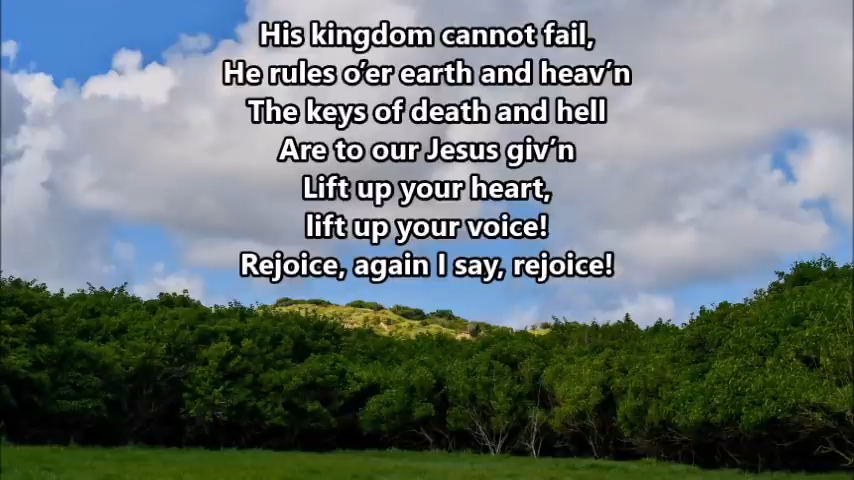 His kingdom cannot fail,
He rules o’er earth and heav’n
The keys of death and hell
Are to our Jesus giv’n
Lift up your heart,
lift up your voice!
Rejoice, again I say, rejoice!